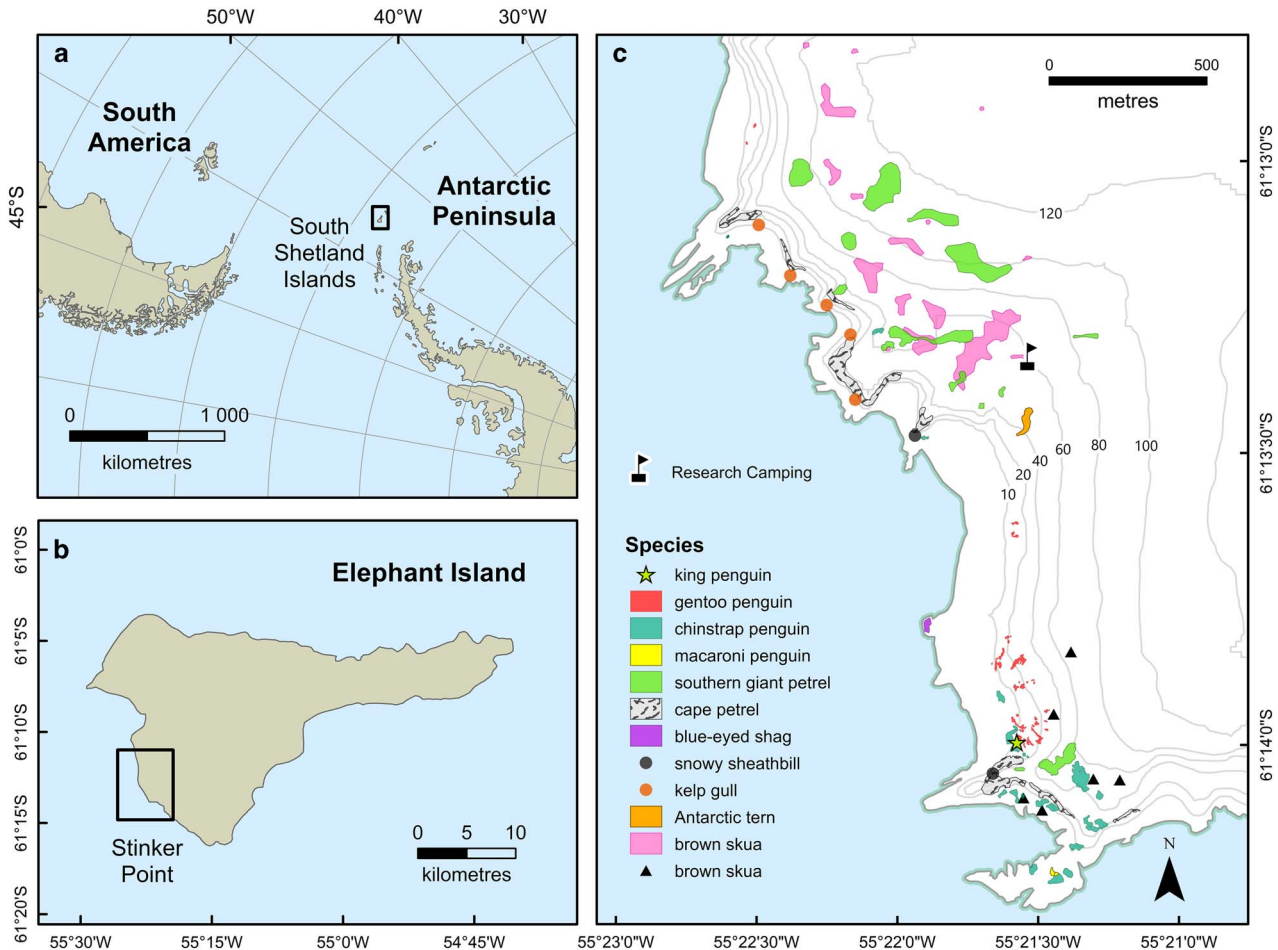 50°W
40°W
30°W
a
South
America
45°S
South
Shetland
Islands
Antarctic
Peninsula
0
1 000
kilometres
b
Elephant Island
61°0'S
61°5'S
61°10'S
61°15'S
61°20'S
Stinker
Point
0
5
10
kilometres
55°30'W
55°15'W
55°0'W
54°45'W
c
0
500
metres
120
61°13'0"S
61°13'30"S
61°14'0"S
10
20
40
60
80
100
Research Camping
Species
king penguin
gentoo penguin
chinstrap penguin
macaroni penguin
southern giant petrel
cape petrel
blue-eyed shag
snowy sheathbill
kelp gull
Antarctic tern
brown skua
brown skua
N
55°23'0"W
55°22'30"W
55°22'0"W
55°21'30"W
55°21'0"W